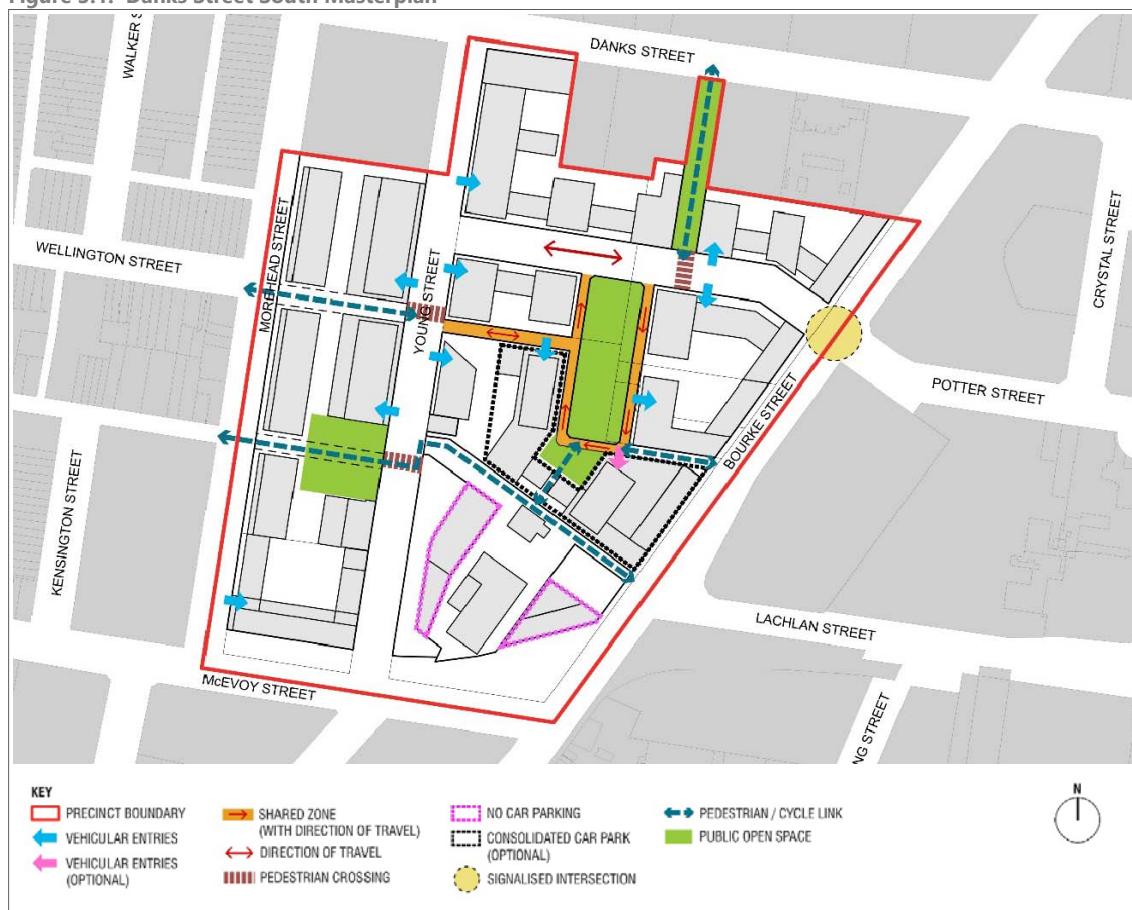 Figure 5.1: Danks Street South Masterplan
DANKS STREET
WALKER S
CRYSTAL STREET
WELLINGTON STREET
MOREHEAD STREET
YOUNG STREET
POTTER STREET
BOURKE STREET
KENSINGTON STREET
LACHLAN STREET
McEVOY STREET
NG STREET
KEY
PRECINCT BOUNDARY
VEHICULAR ENTRIES
VEHICULAR ENTRIES
(OPTIONAL)
SHARED ZONE
(WITH DIRECTION OF TRAVEL)
DIRECTION OF TRAVEL
PEDESTRIAN CROSSING
NO CAR PARKING
CONSOLIDATED CAR PARK
(OPTIONAL)
SIGNALISED INTERSECTION
PEDESTRIAN / CYCLE LINK
PUBLIC OPEN SPACE
N